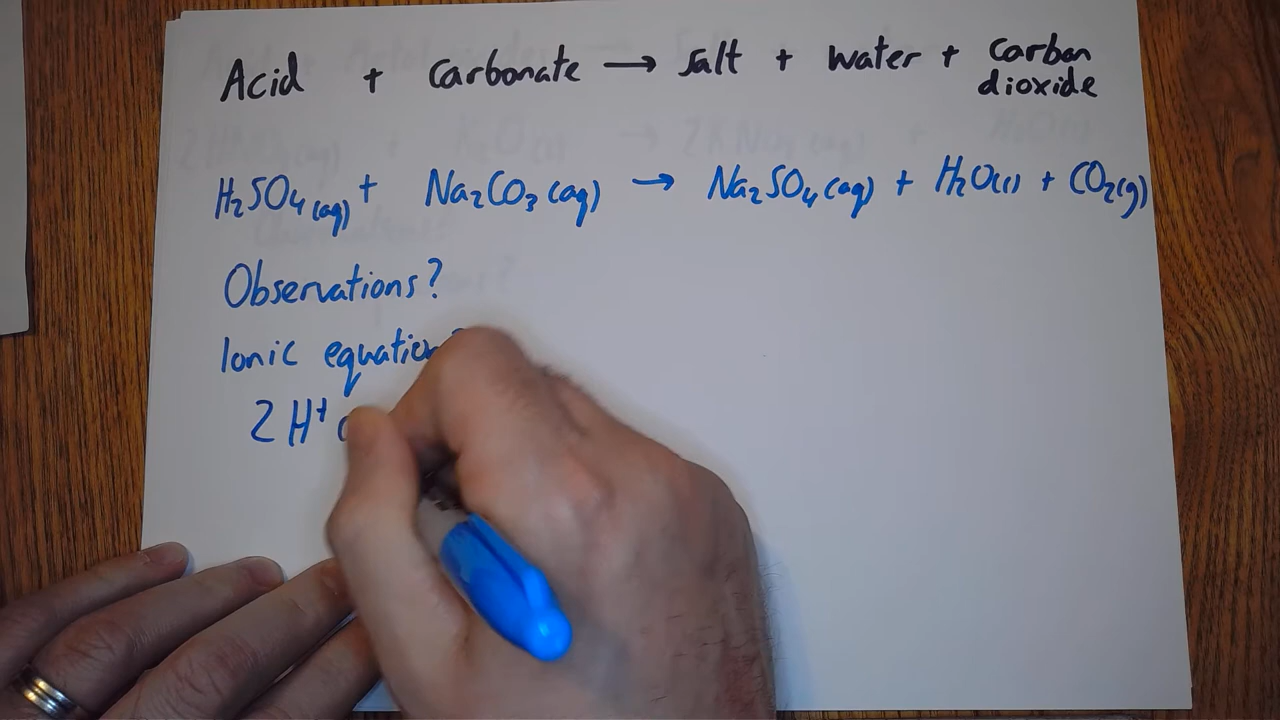 Acid + Carbonate → Salt + Water + Carbon dioxide
H₂SO₄(aq) + Na₂CO₃(aq) → Na₂SO₄(aq) + H₂O(l) + CO₂(g)
Observations?
Ionic equation?
2H⁺